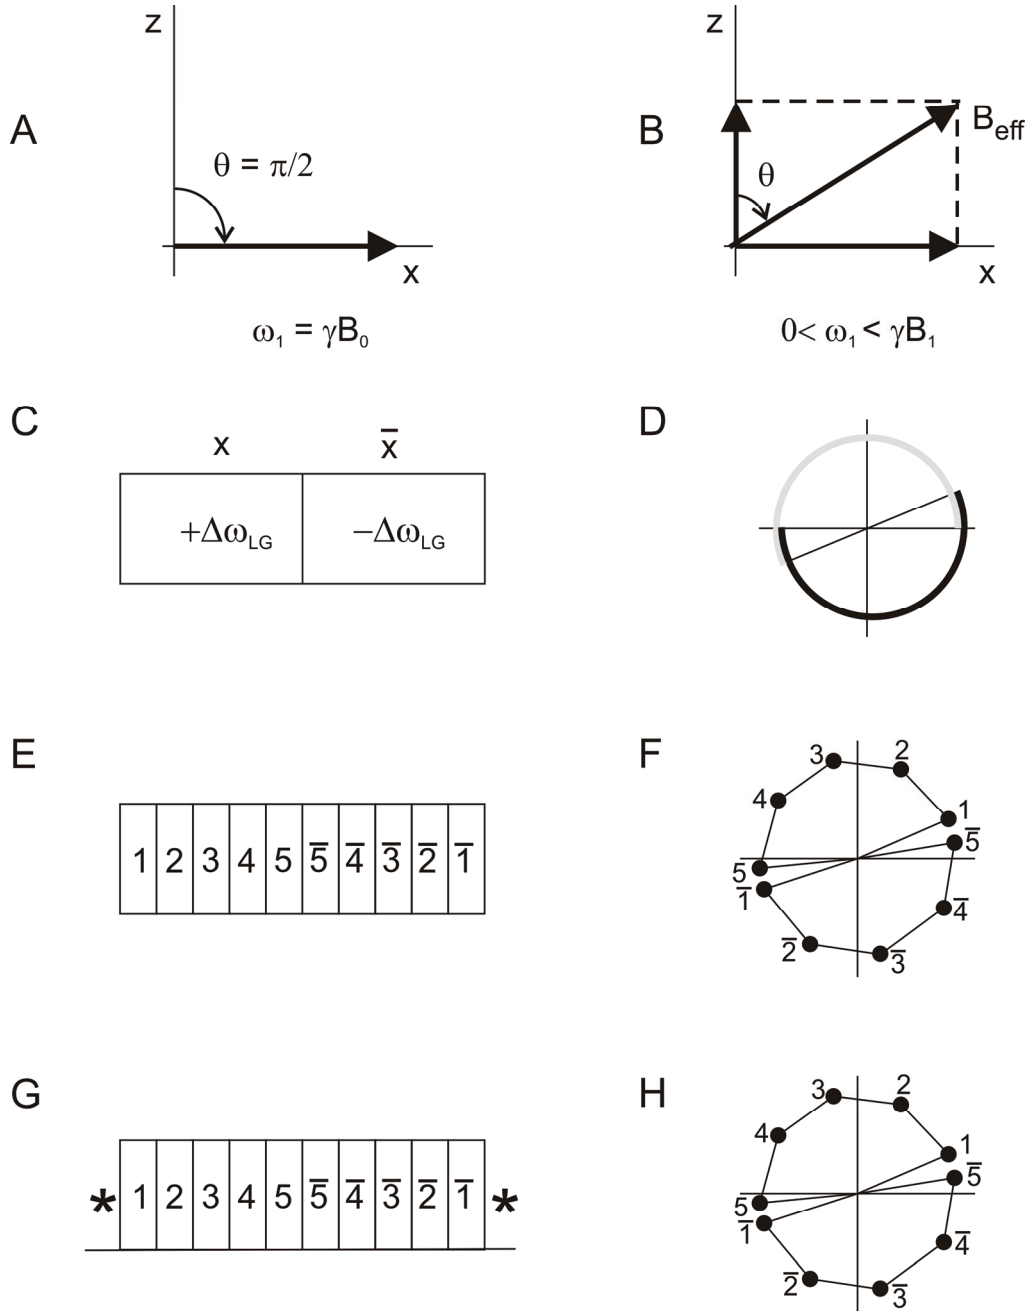 A
z
θ = π/2
x
ω₁ = γB₀
B
z
B_eff
θ
x
0< ω₁ < γB₁
C
x x̅
+Δω_LG −Δω_LG
D
E
1 2 3 4 5 5̅ 4̅ 3̅ 2̅ 1̅
F
3 2
4 1
5̅
5
1̅
4̅
2̅ 3̅
G
* 1 2 3 4 5 5̅ 4̅ 3̅ 2̅ 1̅ *
H
3 2
4 1
5̅
5
1̅
4̅
2̅ 3̅